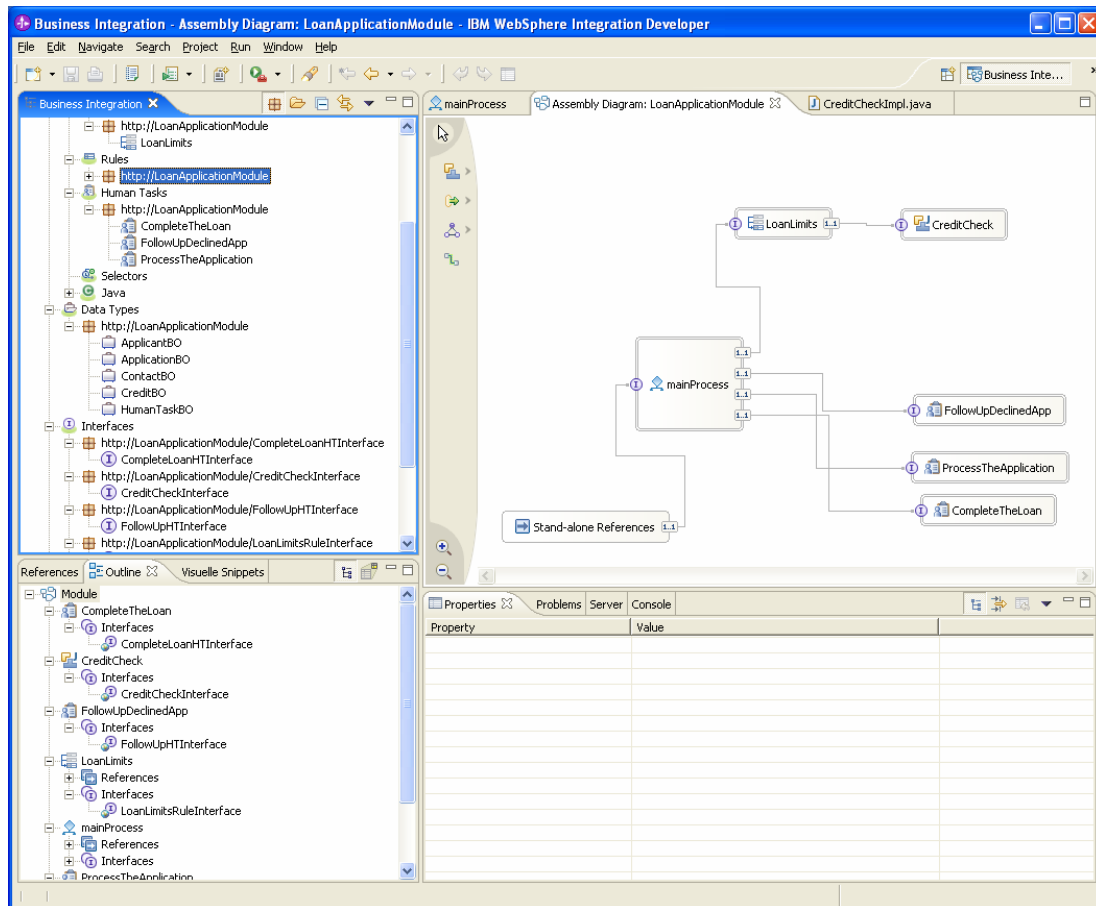 Business Integration - Assembly Diagram: LoanApplicationModule - IBM WebSphere Integration Developer
File Edit Navigate Search Project Run Window Help
Business Inte...
Business Integration
http://LoanApplicationModule
LoanLimits
Rules
http://LoanApplicationModule
Human Tasks
http://LoanApplicationModule
CompleteTheLoan
FollowUpDeclinedApp
ProcessTheApplication
Selectors
Java
Data Types
http://LoanApplicationModule
ApplicantBO
ApplicationBO
ContactBO
CreditBO
HumanTaskBO
Interfaces
http://LoanApplicationModule/CompleteLoanHTInterface
CompleteLoanHTInterface
http://LoanApplicationModule/CreditCheckInterface
CreditCheckInterface
http://LoanApplicationModule/FollowUpHTInterface
FollowUpHTInterface
http://LoanApplicationModule/LoanLimitsRuleInterface
mainProcess Assembly Diagram: LoanApplicationModule CreditCheckImpl.java
LoanLimits 1..1
CreditCheck
mainProcess
1..1
1..1
1..1
1..1
FollowUpDeclinedApp
ProcessTheApplication
CompleteTheLoan
Stand-alone References 1..1
References Outline Visuelle Snippets
Module
CompleteTheLoan
Interfaces
CompleteLoanHTInterface
CreditCheck
Interfaces
CreditCheckInterface
FollowUpDeclinedApp
Interfaces
FollowUpHTInterface
LoanLimits
References
Interfaces
LoanLimitsRuleInterface
mainProcess
References
Interfaces
ProcessTheApplication
Properties Problems Server Console
Property Value